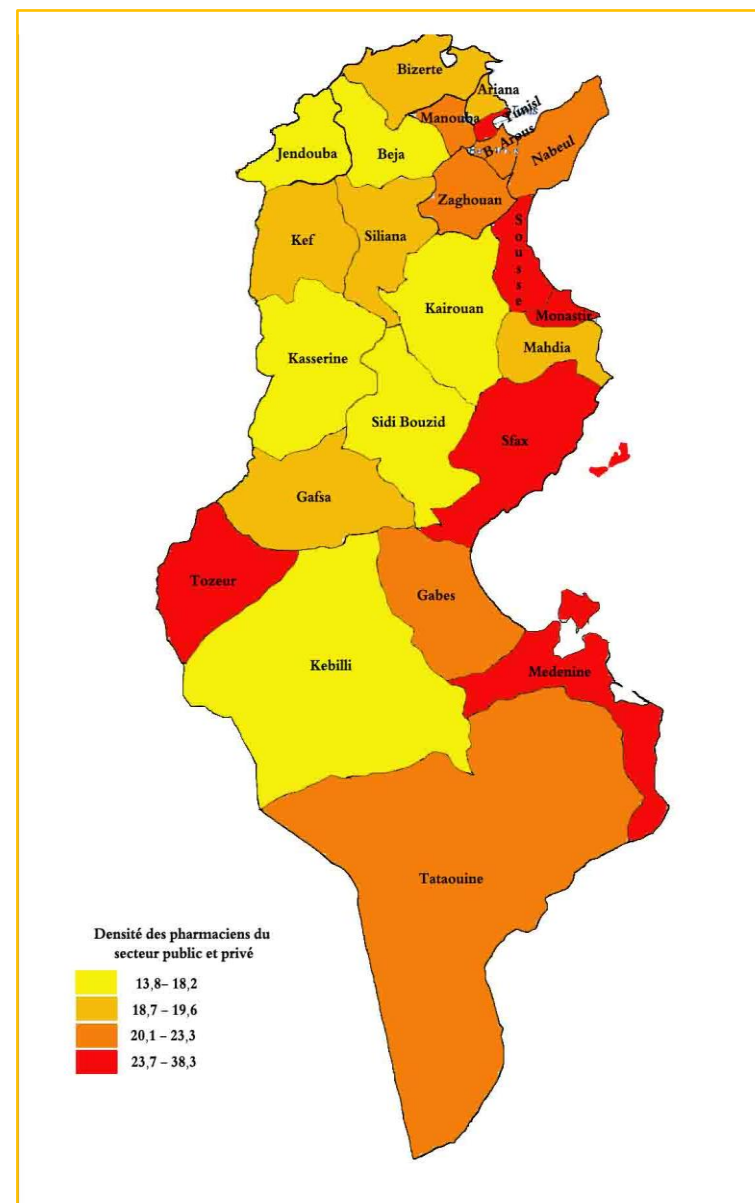 Bizerte
Ariana
Tunis
Manouba
B. Arous
Nabeul
Jendouba
Beja
Zaghouan
Kef
Siliana
Sousse
Kairouan
Monastir
Mahdia
Kasserine
Sidi Bouzid
Sfax
Gafsa
Tozeur
Gabes
Kebilli
Medenine
Tataouine
Densité des pharmaciens du
secteur public et privé
13,8– 18,2
18,7 – 19,6
20,1 – 23,3
23,7 – 38,3